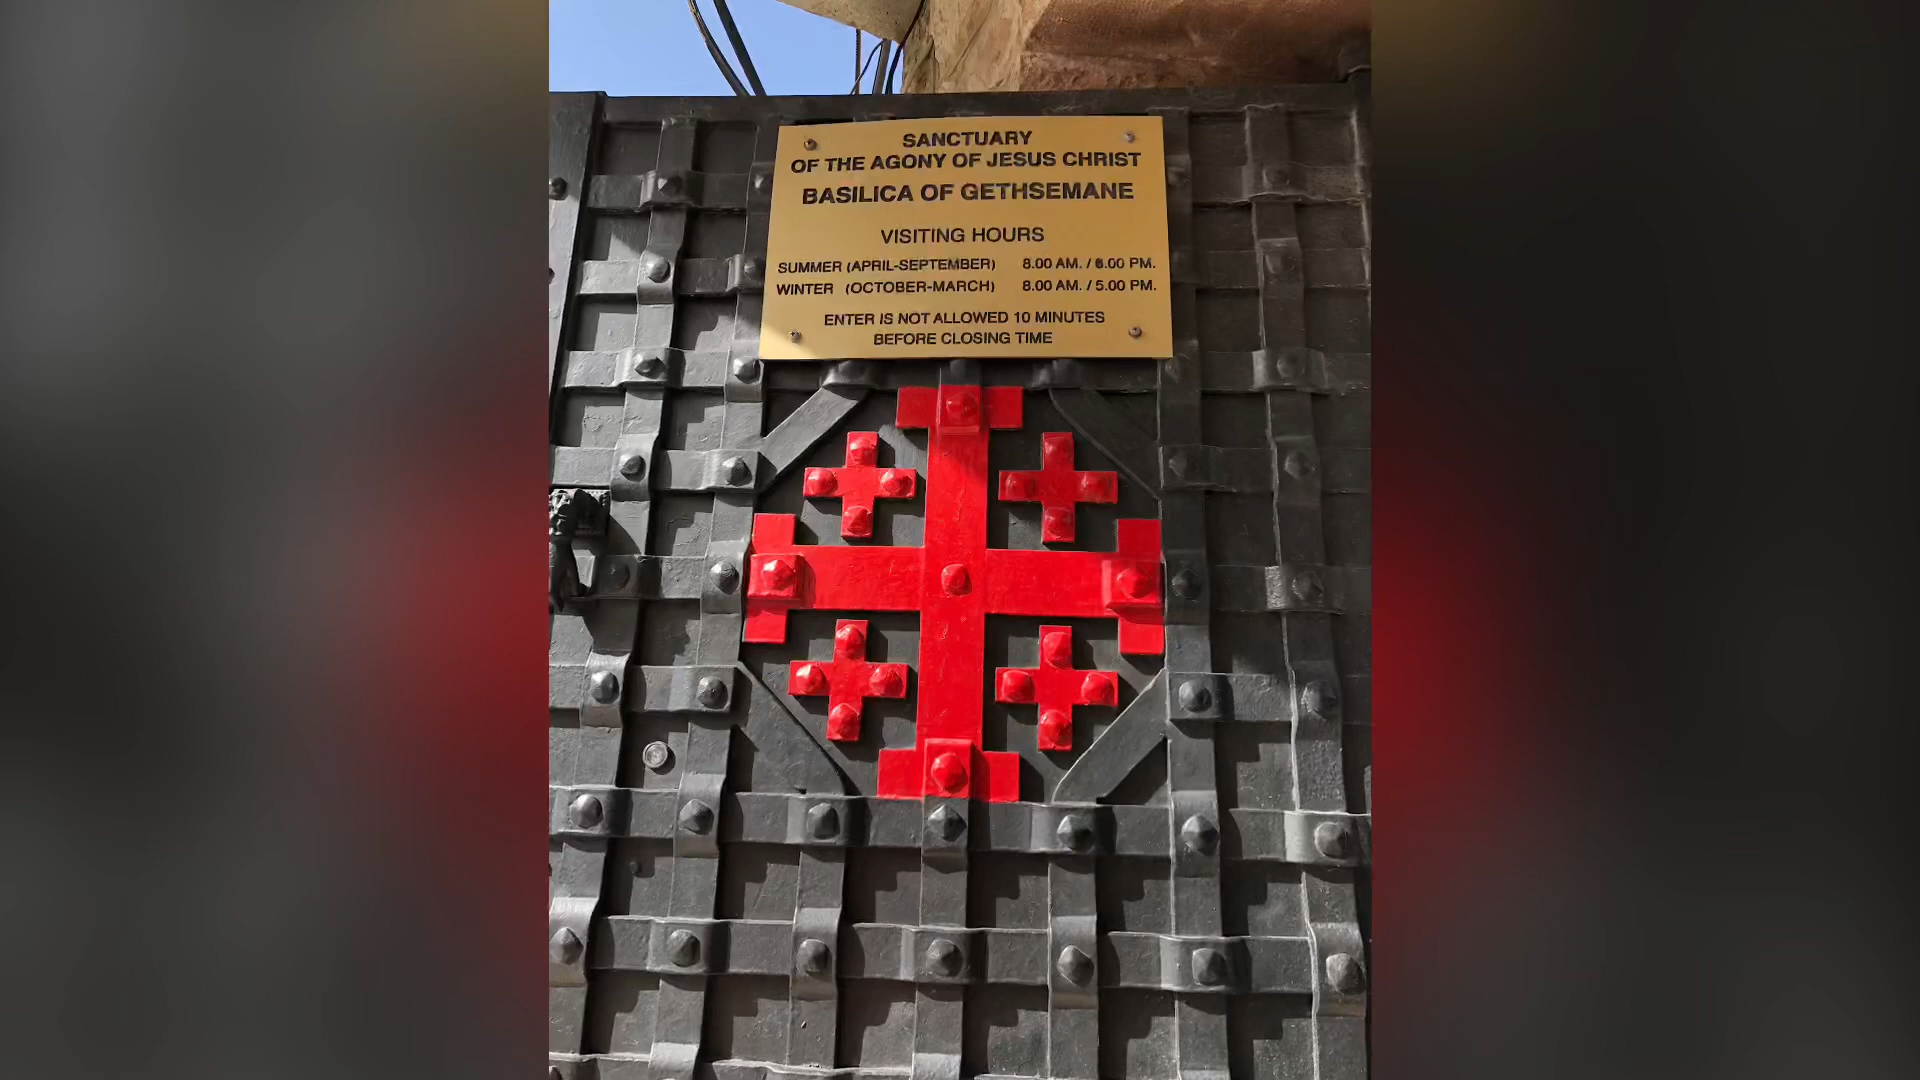 SANCTUARY
OF THE AGONY OF JESUS CHRIST
BASILICA OF GETHSEMANE
VISITING HOURS
SUMMER (APRIL-SEPTEMBER) 8.00 AM. / 6.00 PM.
WINTER (OCTOBER-MARCH) 8.00 AM. / 5.00 PM.
ENTER IS NOT ALLOWED 10 MINUTES
BEFORE CLOSING TIME